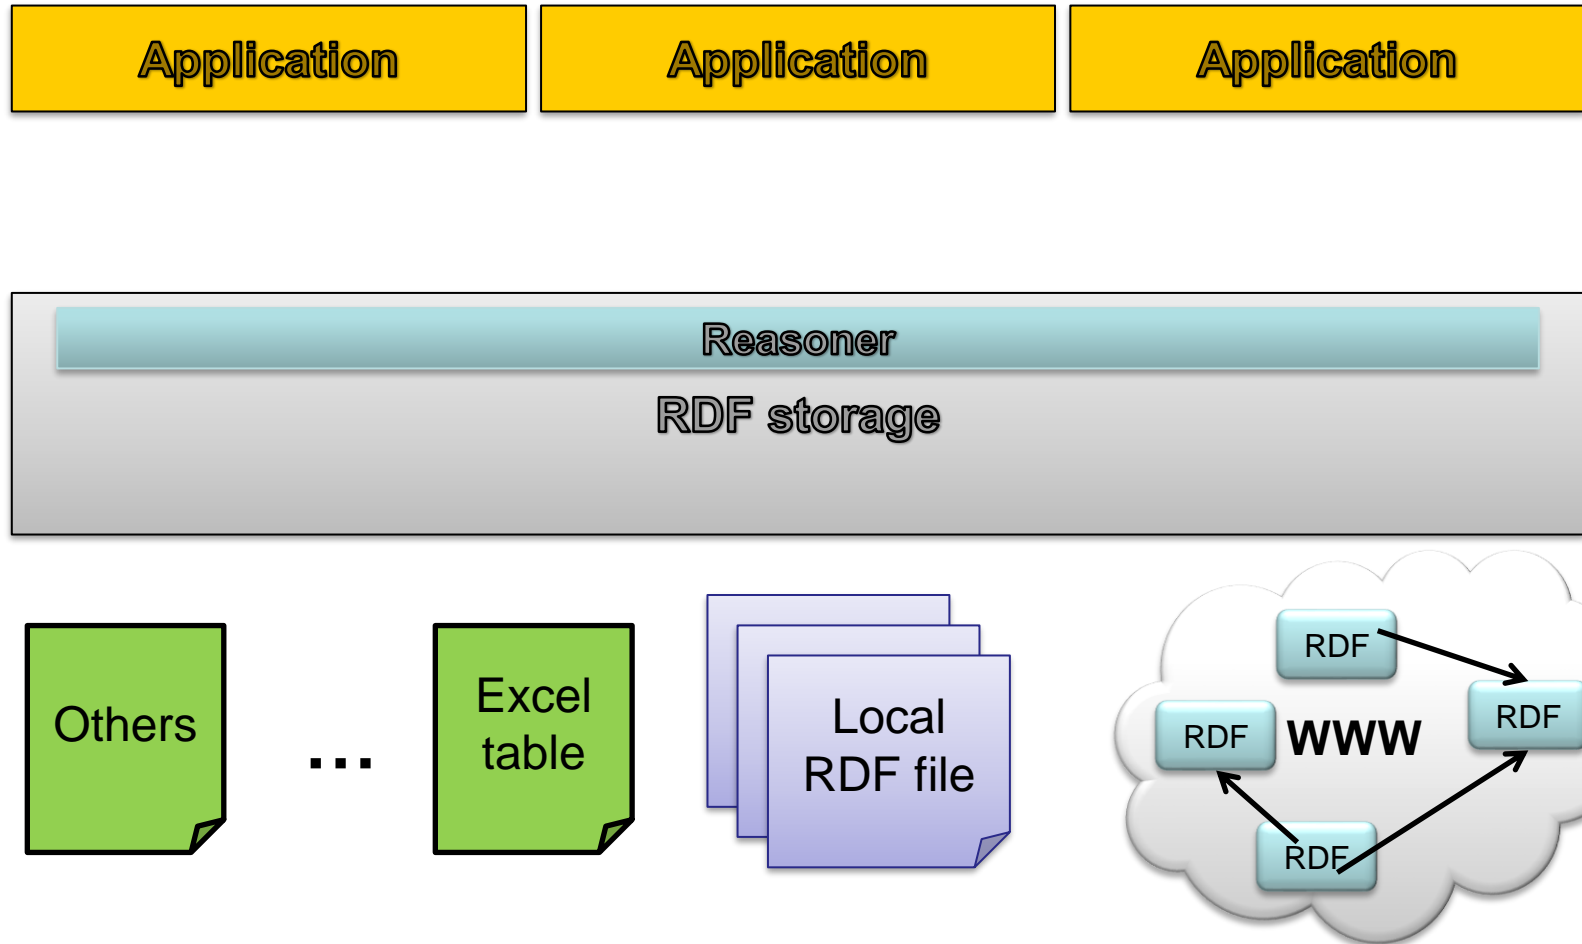 Application
Application
Application
Reasoner
RDF storage
Others
...
Excel
table
Local
RDF file
RDF
RDF
WWW
RDF
RDF